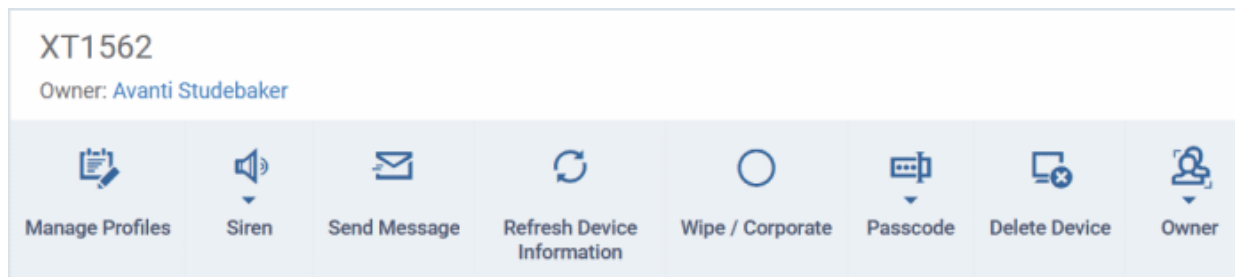 XT1562
Owner: Avanti Studebaker
Manage Profiles
Siren
Send Message
Refresh Device
Information
Wipe / Corporate
Passcode
Delete Device
Owner